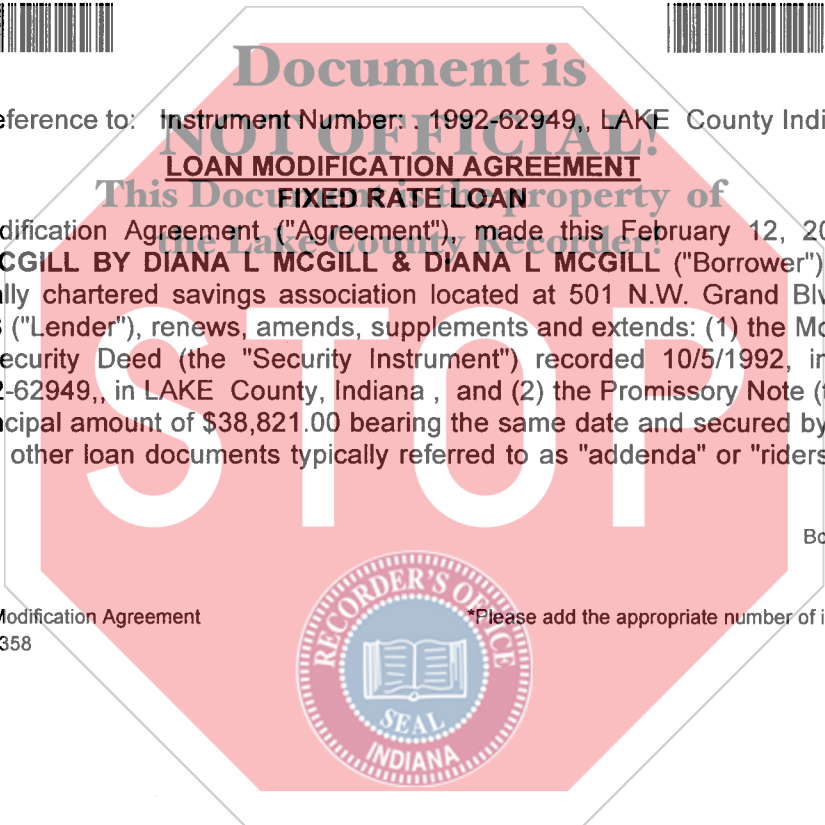 Document is
eference to: Instrument Number: . 1992-62949,, LAKE County Indi
NOT OFFICIAL!
LOAN MODIFICATION AGREEMENT
This Document is the property of
FIXED RATE LOAN
dification Agreement ("Agreement"), made this February 12, 20
the Lake County Recorder!
CGILL BY DIANA L MCGILL & DIANA L MCGILL ("Borrower")
lly chartered savings association located at 501 N.W. Grand Blv
("Lender"), renews, amends, supplements and extends: (1) the Mo
ecurity Deed (the "Security Instrument") recorded 10/5/1992, in
2-62949,, in LAKE County, Indiana , and (2) the Promissory Note (
ncipal amount of $38,821.00 bearing the same date and secured by
other loan documents typically referred to as "addenda" or "riders
STOP
Bo
Modification Agreement
*Please add the appropriate number of i
358
RECORDER'S OFFICE
SEAL
INDIANA